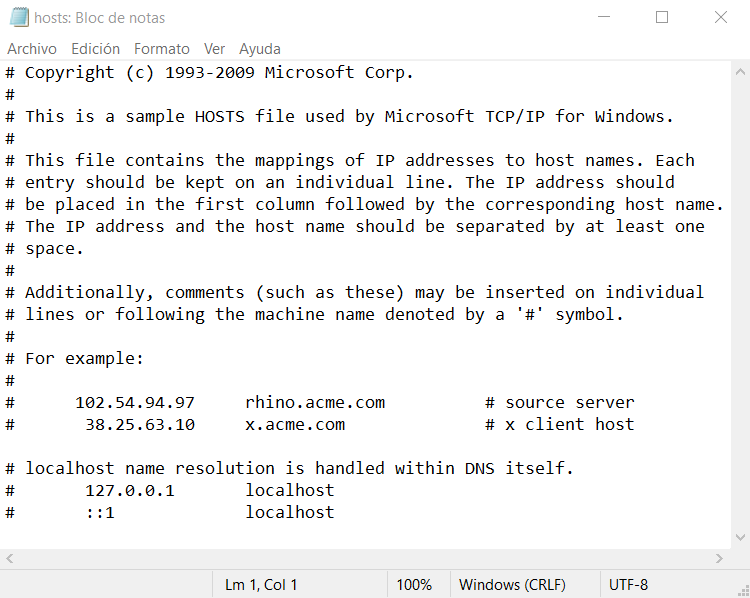 hosts: Bloc de notas
Archivo Edición Formato Ver Ayuda
# Copyright (c) 1993-2009 Microsoft Corp.
#
# This is a sample HOSTS file used by Microsoft TCP/IP for Windows.
#
# This file contains the mappings of IP addresses to host names. Each
# entry should be kept on an individual line. The IP address should
# be placed in the first column followed by the corresponding host name.
# The IP address and the host name should be separated by at least one
# space.
#
# Additionally, comments (such as these) may be inserted on individual
# lines or following the machine name denoted by a '#' symbol.
#
# For example:
#
#      102.54.94.97     rhino.acme.com          # source server
#       38.25.63.10     x.acme.com              # x client host

# localhost name resolution is handled within DNS itself.
#       127.0.0.1       localhost
#       ::1             localhost
Lm 1, Col 1 100% Windows (CRLF) UTF-8